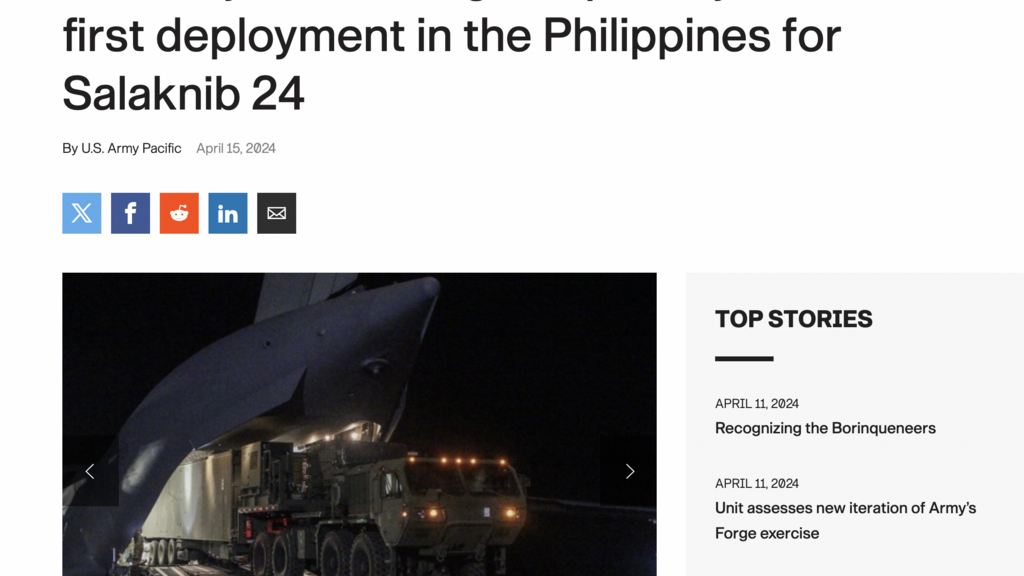 first deployment in the Philippines for
Salaknib 24
By U.S. Army Pacific April 15, 2024
TOP STORIES
APRIL 11, 2024
Recognizing the Borinqueneers
APRIL 11, 2024
Unit assesses new iteration of Army's
Forge exercise